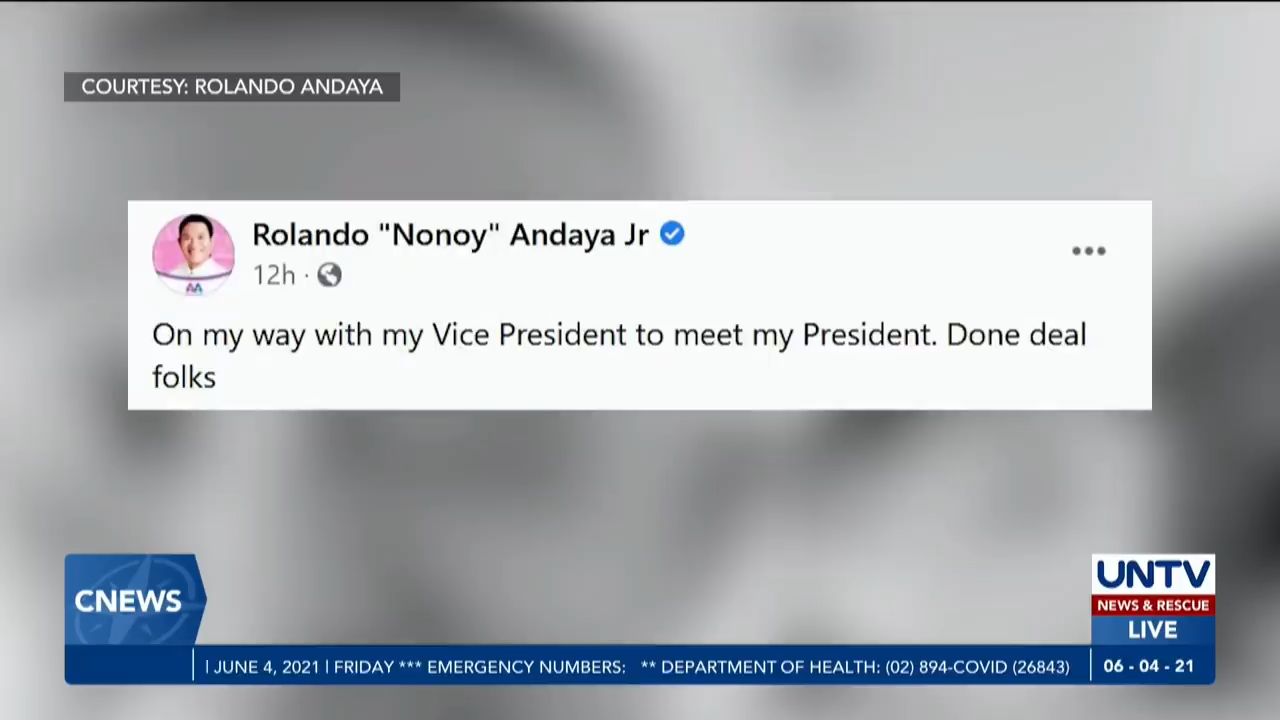 COURTESY: ROLANDO ANDAYA
Rolando "Nonoy" Andaya Jr
12h ·
On my way with my Vice President to meet my President. Done deal
folks
CNEWS
UNTV
NEWS & RESCUE
LIVE
| JUNE 4, 2021 | FRIDAY *** EMERGENCY NUMBERS: ** DEPARTMENT OF HEALTH: (02) 894-COVID (26843)
06 - 04 - 21